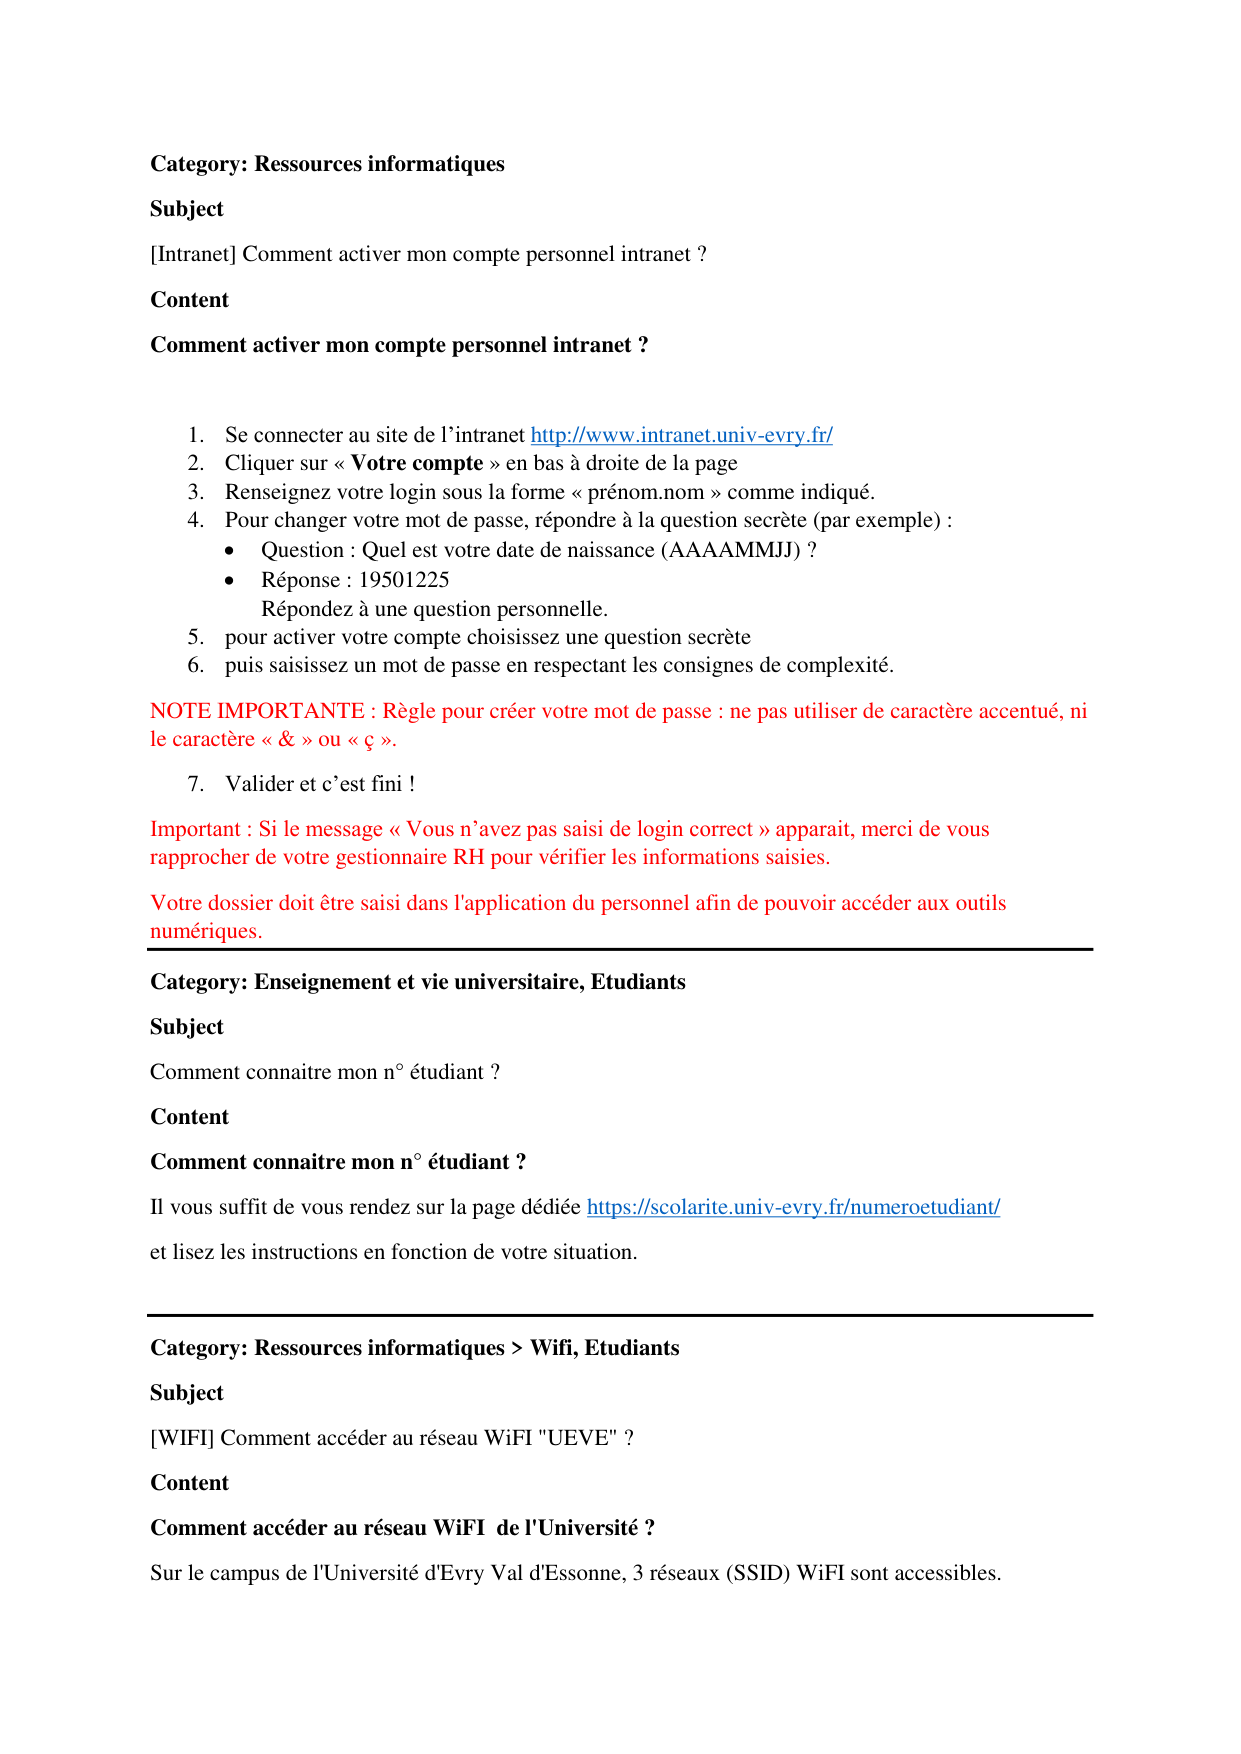 Category: Ressources informatiques
Subject
[Intranet] Comment activer mon compte personnel intranet ?
Content
Comment activer mon compte personnel intranet ?
1. Se connecter au site de l’intranet http://www.intranet.univ-evry.fr/
2. Cliquer sur « Votre compte » en bas à droite de la page
3. Renseignez votre login sous la forme « prénom.nom » comme indiqué.
4. Pour changer votre mot de passe, répondre à la question secrète (par exemple) :
• Question : Quel est votre date de naissance (AAAAMMJJ) ?
• Réponse : 19501225
Répondez à une question personnelle.
5. pour activer votre compte choisissez une question secrète
6. puis saisissez un mot de passe en respectant les consignes de complexité.
NOTE IMPORTANTE : Règle pour créer votre mot de passe : ne pas utiliser de caractère accentué, ni
le caractère « & » ou « ç ».
7. Valider et c’est fini !
Important : Si le message « Vous n’avez pas saisi de login correct » apparait, merci de vous
rapprocher de votre gestionnaire RH pour vérifier les informations saisies.
Votre dossier doit être saisi dans l'application du personnel afin de pouvoir accéder aux outils
numériques.
Category: Enseignement et vie universitaire, Etudiants
Subject
Comment connaitre mon n° étudiant ?
Content
Comment connaitre mon n° étudiant ?
Il vous suffit de vous rendez sur la page dédiée https://scolarite.univ-evry.fr/numeroetudiant/
et lisez les instructions en fonction de votre situation.
Category: Ressources informatiques > Wifi, Etudiants
Subject
[WIFI] Comment accéder au réseau WiFI "UEVE" ?
Content
Comment accéder au réseau WiFI  de l'Université ?
Sur le campus de l'Université d'Evry Val d'Essonne, 3 réseaux (SSID) WiFI sont accessibles.